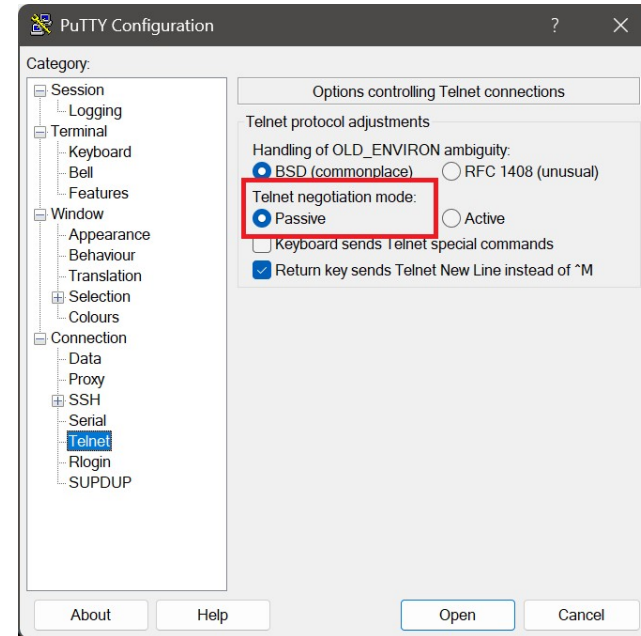 PuTTY Configuration
?
Category:
Session
Logging
Terminal
Keyboard
Bell
Features
Window
Appearance
Behaviour
Translation
Selection
Colours
Connection
Data
Proxy
SSH
Serial
Telnet
Rlogin
SUPDUP
Options controlling Telnet connections
Telnet protocol adjustments
Handling of OLD_ENVIRON ambiguity:
BSD (commonplace) RFC 1408 (unusual)
Telnet negotiation mode:
Passive Active
Keyboard sends Telnet special commands
Return key sends Telnet New Line instead of ^M
About Help Open Cancel